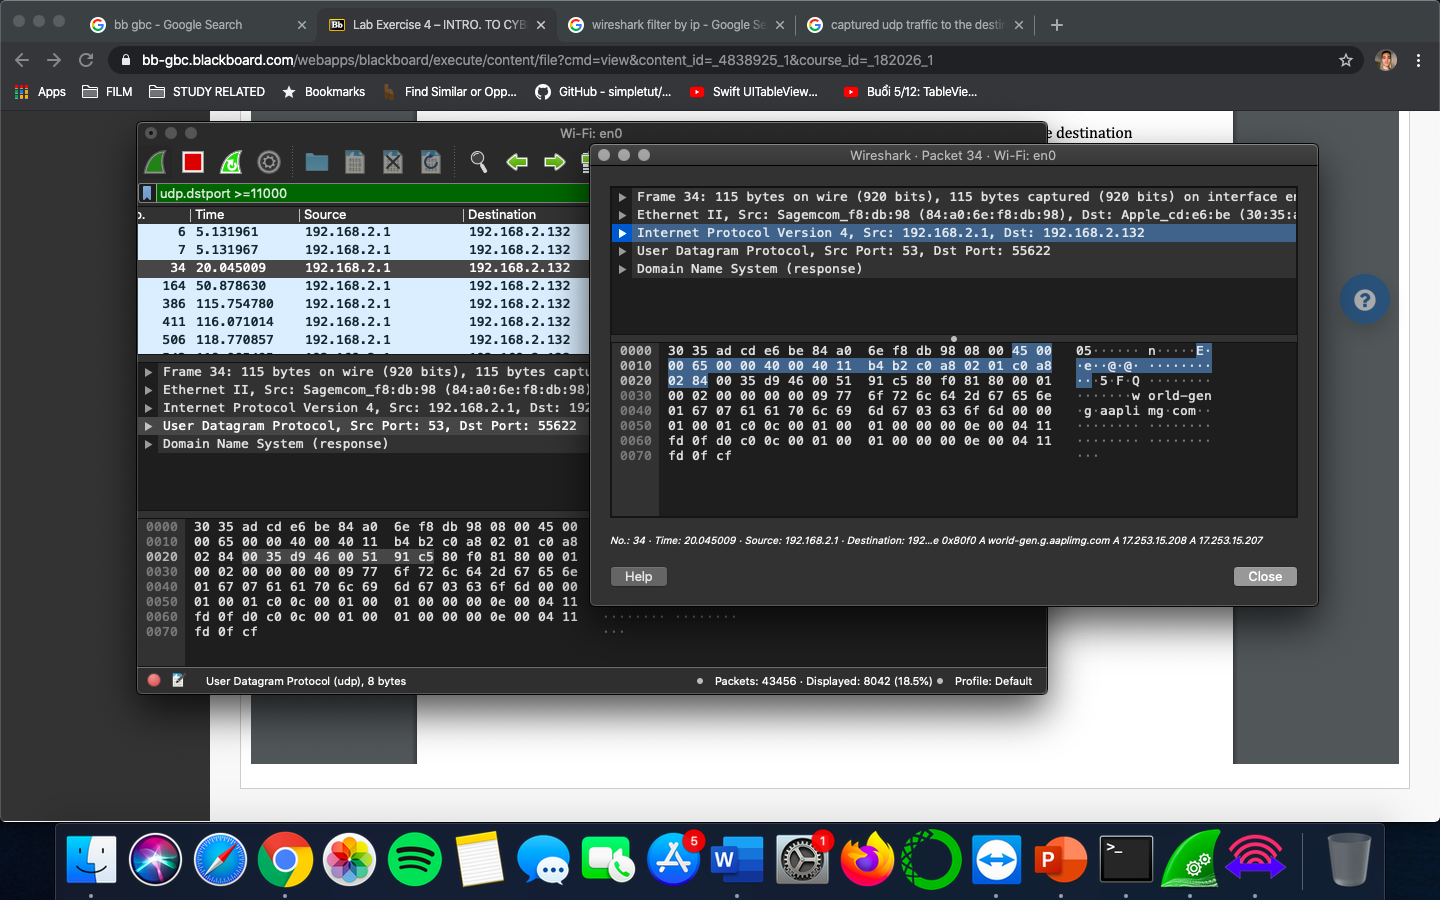 bb gbc - Google Search
Bb Lab Exercise 4 – INTRO. TO CYB
wireshark filter by ip - Google Se
captured udp traffic to the destin
bb-gbc.blackboard.com/webapps/blackboard/execute/content/file?cmd=view&content_id=_4838925_1&course_id=_182026_1
Apps FILM STUDY RELATED Bookmarks Find Similar or Opp... GitHub - simpletut/... Swift UITableView... Buổi 5/12: TableVie...
e destination
Wi-Fi: en0
udp.dstport >=11000
Time Source Destination
6 5.131961 192.168.2.1 192.168.2.132
7 5.131967 192.168.2.1 192.168.2.132
34 20.045009 192.168.2.1 192.168.2.132
164 50.878630 192.168.2.1 192.168.2.132
386 115.754780 192.168.2.1 192.168.2.132
411 116.071014 192.168.2.1 192.168.2.132
506 118.770857 192.168.2.1 192.168.2.132
Frame 34: 115 bytes on wire (920 bits), 115 bytes captu
Ethernet II, Src: Sagemcom_f8:db:98 (84:a0:6e:f8:db:98)
Internet Protocol Version 4, Src: 192.168.2.1, Dst: 192
User Datagram Protocol, Src Port: 53, Dst Port: 55622
Domain Name System (response)
0000 30 35 ad cd e6 be 84 a0 6e f8 db 98 08 00 45 00
0010 00 65 00 00 40 00 40 11 b4 b2 c0 a8 02 01 c0 a8
0020 02 84 00 35 d9 46 00 51 91 c5 80 f0 81 80 00 01
0030 00 02 00 00 00 00 09 77 6f 72 6c 64 2d 67 65 6e
0040 01 67 07 61 61 70 6c 69 6d 67 03 63 6f 6d 00 00
0050 01 00 01 c0 0c 00 01 00 01 00 00 00 0e 00 04 11
0060 fd 0f d0 c0 0c 00 01 00 01 00 00 00 0e 00 04 11
0070 fd 0f cf
User Datagram Protocol (udp), 8 bytes
Packets: 43456 · Displayed: 8042 (18.5%)
Profile: Default
Wireshark · Packet 34 · Wi-Fi: en0
Frame 34: 115 bytes on wire (920 bits), 115 bytes captured (920 bits) on interface en
Ethernet II, Src: Sagemcom_f8:db:98 (84:a0:6e:f8:db:98), Dst: Apple_cd:e6:be (30:35:a
Internet Protocol Version 4, Src: 192.168.2.1, Dst: 192.168.2.132
User Datagram Protocol, Src Port: 53, Dst Port: 55622
Domain Name System (response)
0000 30 35 ad cd e6 be 84 a0 6e f8 db 98 08 00 45 00 05······ n·····E·
0010 00 65 00 00 40 00 40 11 b4 b2 c0 a8 02 01 c0 a8 ·e··@·@· ········
0020 02 84 00 35 d9 46 00 51 91 c5 80 f0 81 80 00 01 ···5·F·Q ········
0030 00 02 00 00 00 00 09 77 6f 72 6c 64 2d 67 65 6e ·······w orld-gen
0040 01 67 07 61 61 70 6c 69 6d 67 03 63 6f 6d 00 00 ·g·aapli mg·com··
0050 01 00 01 c0 0c 00 01 00 01 00 00 00 0e 00 04 11 ········ ········
0060 fd 0f d0 c0 0c 00 01 00 01 00 00 00 0e 00 04 11 ········ ········
0070 fd 0f cf ···
No.: 34 · Time: 20.045009 · Source: 192.168.2.1 · Destination: 192...e 0x80f0 A world-gen.g.aaplimg.com A 17.253.15.208 A 17.253.15.207
Help
Close
?
5
W
1
P
>_